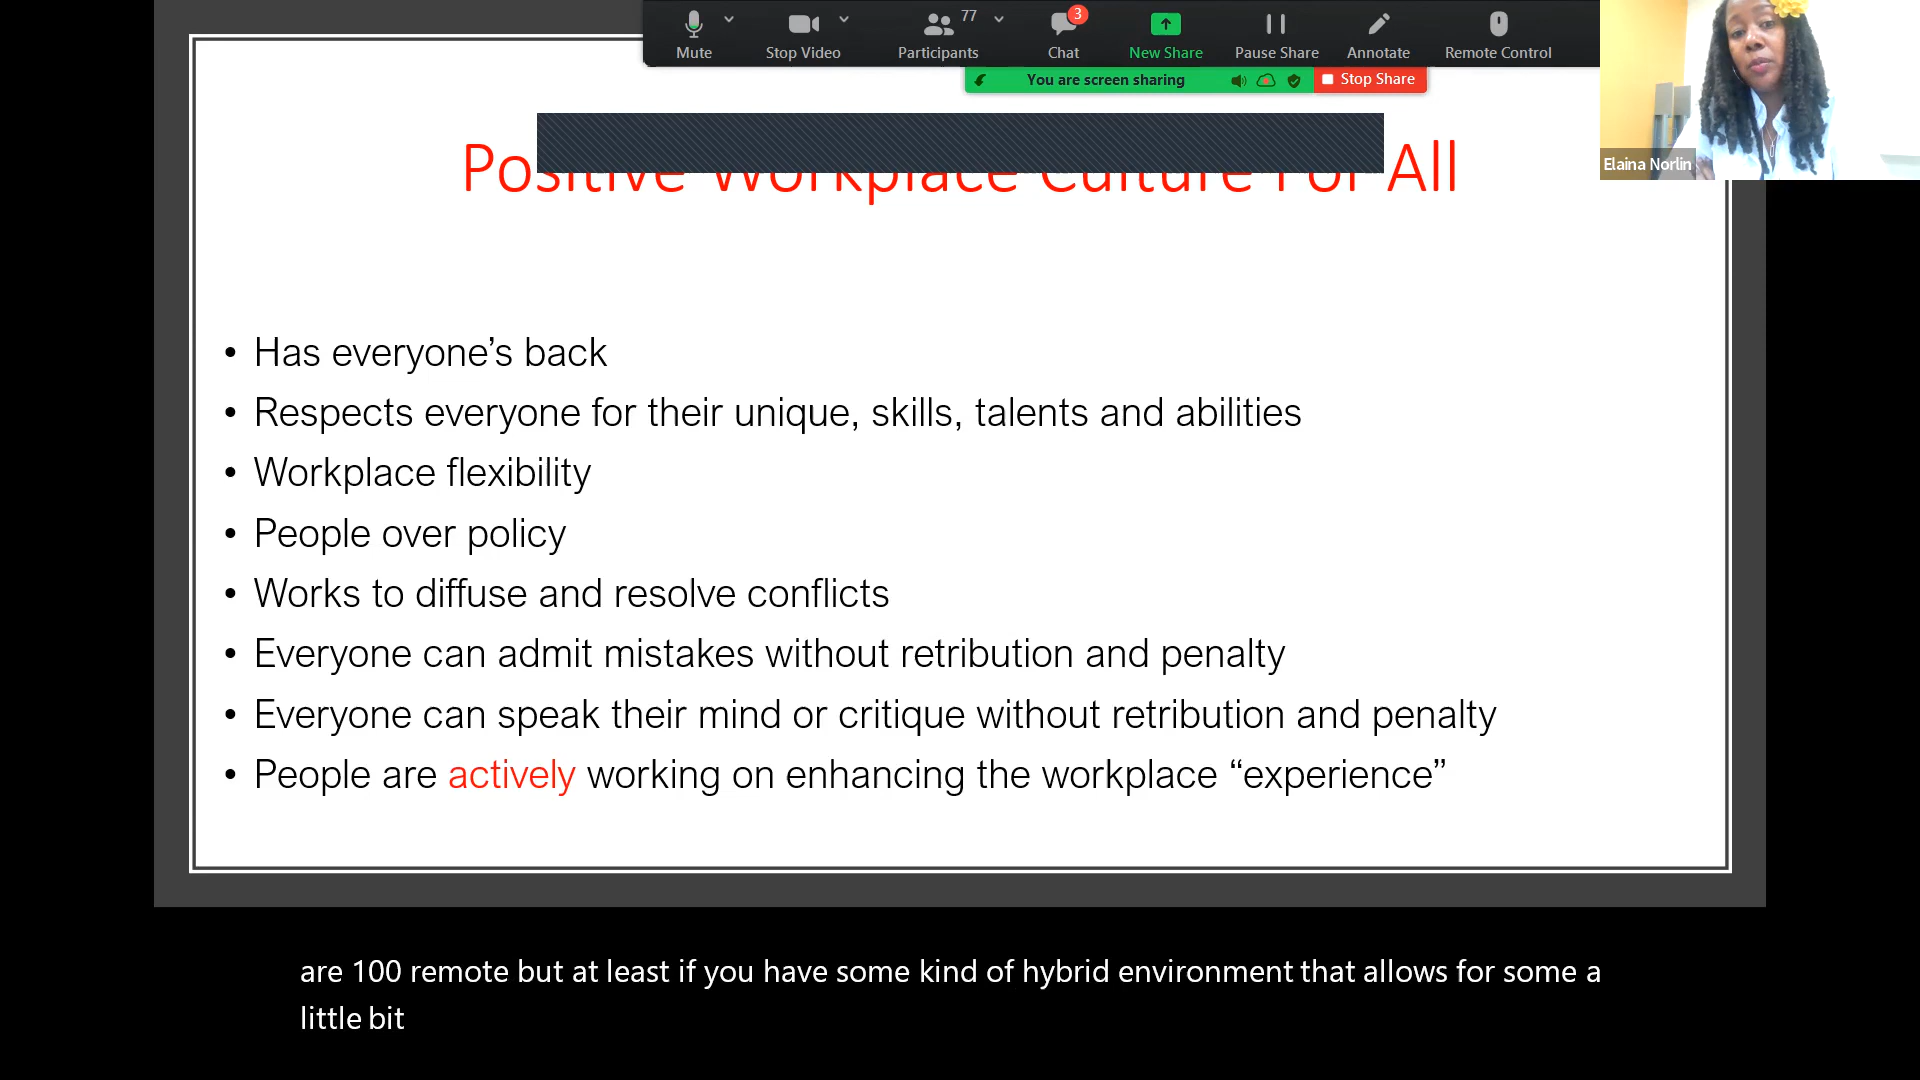 77
3
Mute
Stop Video
Participants
Chat
New Share
Pause Share
Annotate
Remote Control
You are screen sharing
Stop Share
Elaina Norlin
Positive Workplace Culture For All
• Has everyone’s back
• Respects everyone for their unique, skills, talents and abilities
• Workplace flexibility
• People over policy
• Works to diffuse and resolve conflicts
• Everyone can admit mistakes without retribution and penalty
• Everyone can speak their mind or critique without retribution and penalty
• People are actively working on enhancing the workplace “experience”
are 100 remote but at least if you have some kind of hybrid environment that allows for some a
little bit